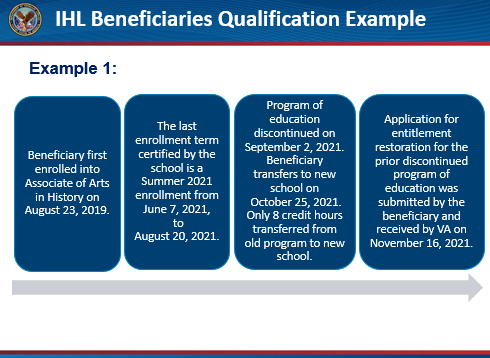 IHL Beneficiaries Qualification Example
Example 1:
Beneficiary first
enrolled into
Associate of Arts
in History on
August 23, 2019.
The last
enrollment term
certified by the
school is a
Summer 2021
enrollment from
June 7, 2021,
to
August 20, 2021.
Program of
education
discontinued on
September 2, 2021.
Beneficiary
transfers to new
school on
October 25, 2021.
Only 8 credit hours
transferred from
old program to new
school.
Application for
entitlement
restoration for the
prior discontinued
program of
education was
submitted by the
beneficiary and
received by VA on
November 16, 2021.